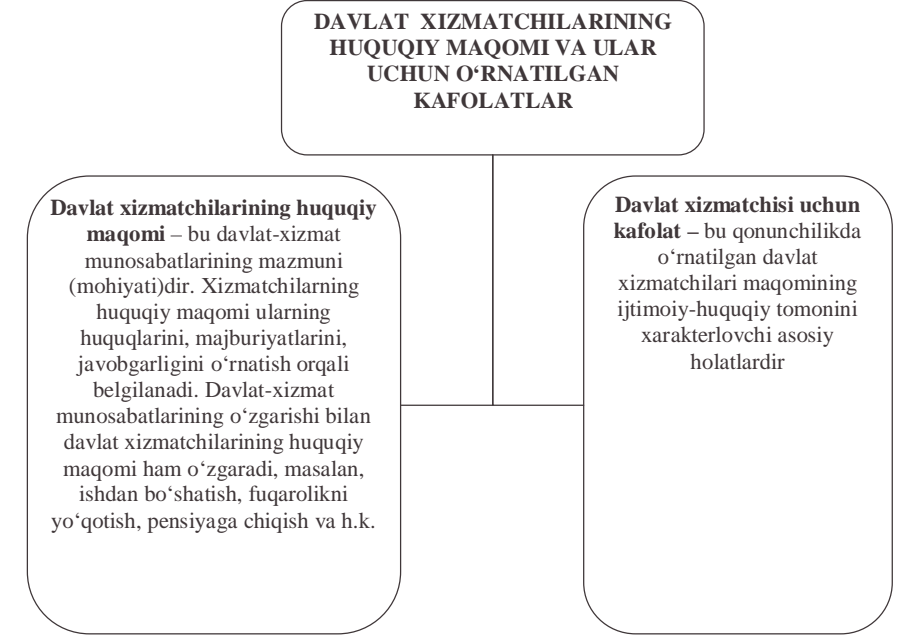 DAVLAT XIZMATCHILARINING
HUQUQIY MAQOMI VA ULAR
UCHUN O‘RNATILGAN
KAFOLATLAR
Davlat xizmatchilarining huquqiy
maqomi – bu davlat-xizmat
munosabatlarining mazmuni
(mohiyati)dir. Xizmatchilarning
huquqiy maqomi ularning
huquqlarini, majburiyatlarini,
javobgarligini o‘rnatish orqali
belgilanadi. Davlat-xizmat
munosabatlarining o‘zgarishi bilan
davlat xizmatchilarining huquqiy
maqomi ham o‘zgaradi, masalan,
ishdan bo‘shatish, fuqarolikni
yo‘qotish, pensiyaga chiqish va h.k.
Davlat xizmatchisi uchun
kafolat – bu qonunchilikda
o‘rnatilgan davlat
xizmatchilari maqomining
ijtimoiy-huquqiy tomonini
xarakterlovchi asosiy
holatlardir